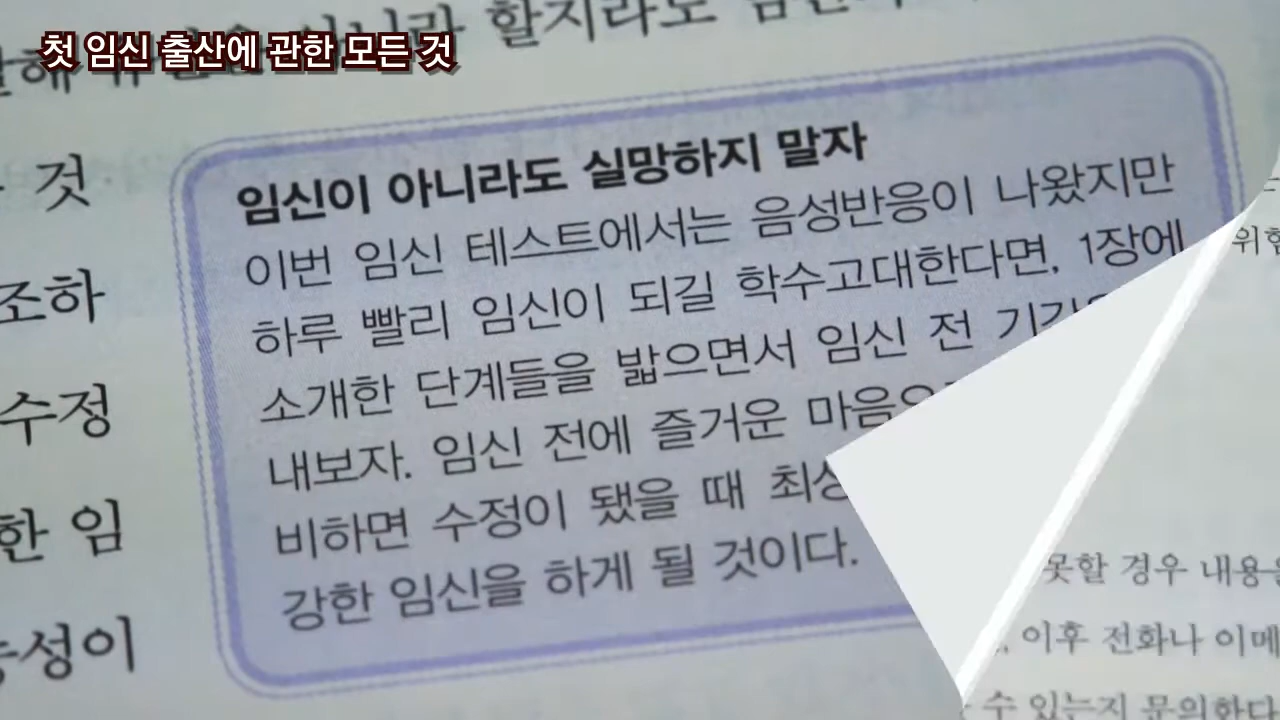 첫 임신 출산에 관한 모든 것
할지라도
것
조하
수정
한 임
성이
임신이 아니라도 실망하지 말자
이번 임신 테스트에서는 음성반응이 나왔지만
하루 빨리 임신이 되길 학수고대한다면, 1장에
소개한 단계들을 밟으면서 임신 전
내보자. 임신 전에 즐거운
비하면 수정이 됐을 때
강한 임신을 하게 될 것이다.
못할 경우 내용을
이후 전화나 이메
수 있는지 문의한다